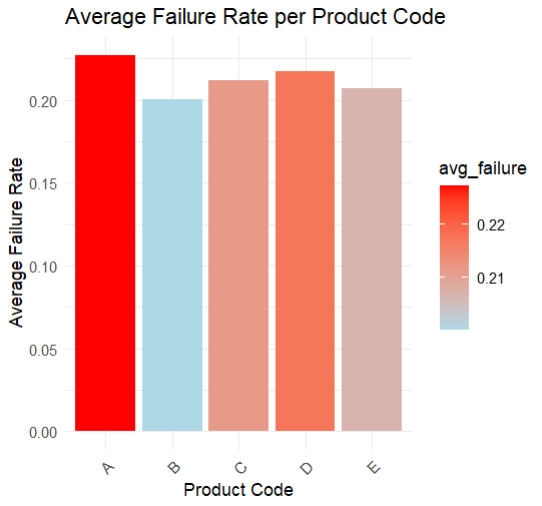 Average Failure Rate per Product Code
Average Failure Rate
0.20
0.15
0.10
0.05
0.00
A
B
C
D
E
Product Code
avg_failure
0.22
0.21